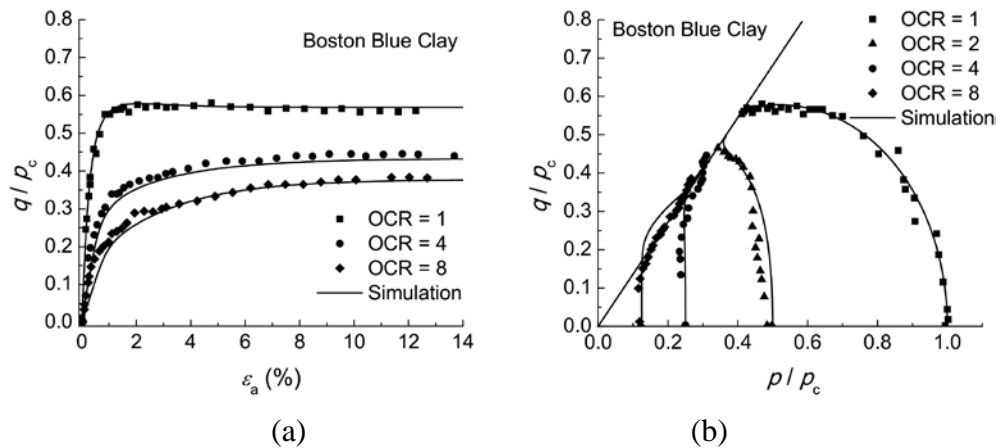 0.8
0.7
0.6
0.5
0.4
0.3
0.2
0.1
0.0
q / p_c
Boston Blue Clay
OCR = 1
OCR = 4
OCR = 8
Simulation
0 2 4 6 8 10 12 14
ε_a (%)
(a)
0.8
0.7
0.6
0.5
0.4
0.3
0.2
0.1
0.0
q / p_c
Boston Blue Clay
OCR = 1
OCR = 2
OCR = 4
OCR = 8
Simulation
0.0 0.2 0.4 0.6 0.8 1.0
p / p_c
(b)